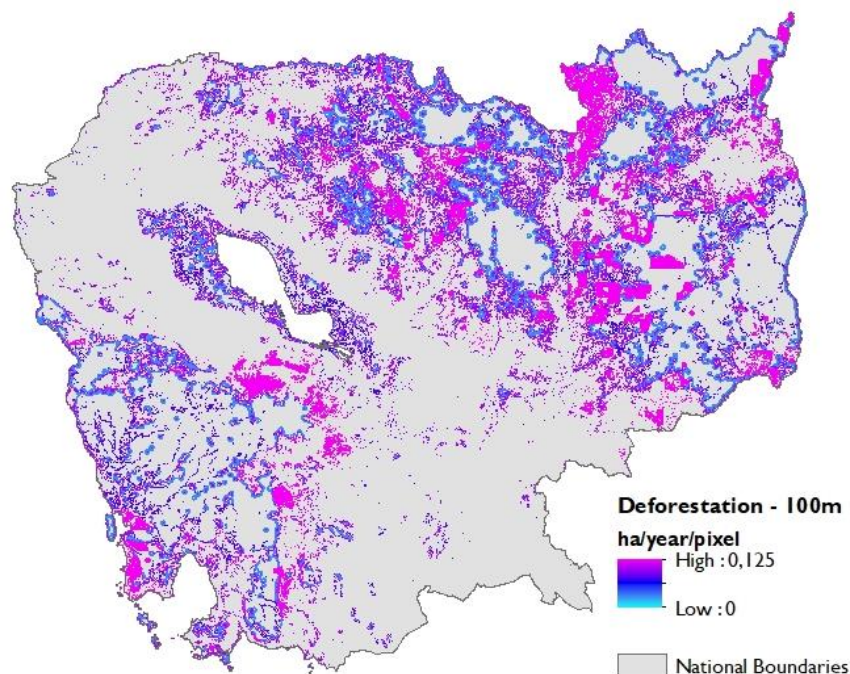 Deforestation - 100m
ha/year/pixel
High : 0,125
Low : 0
National Boundaries